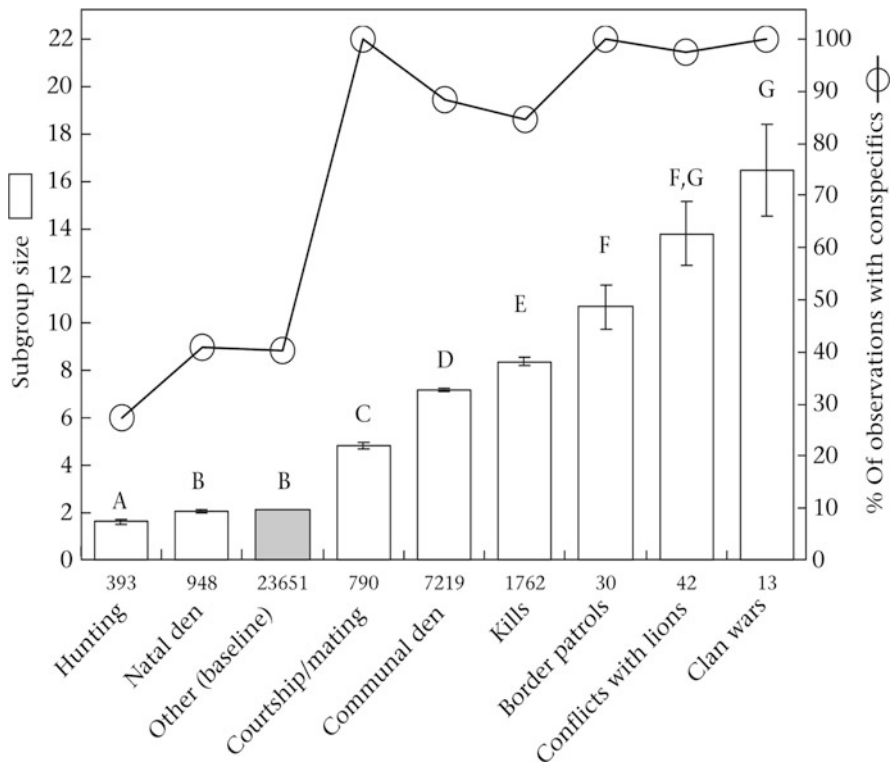 Subgroup size
22
20
18
16
14
12
10
8
6
4
2
0
A
B
B
C
D
E
F
F,G
G
100
90
80
70
60
50
40
30
20
10
0
% Of observations with conspecifics
393 948 23651 790 7219 1762 30 42 13
Hunting
Natal den
Other (baseline)
Courtship/mating
Communal den
Kills
Border patrols
Conflicts with lions
Clan wars